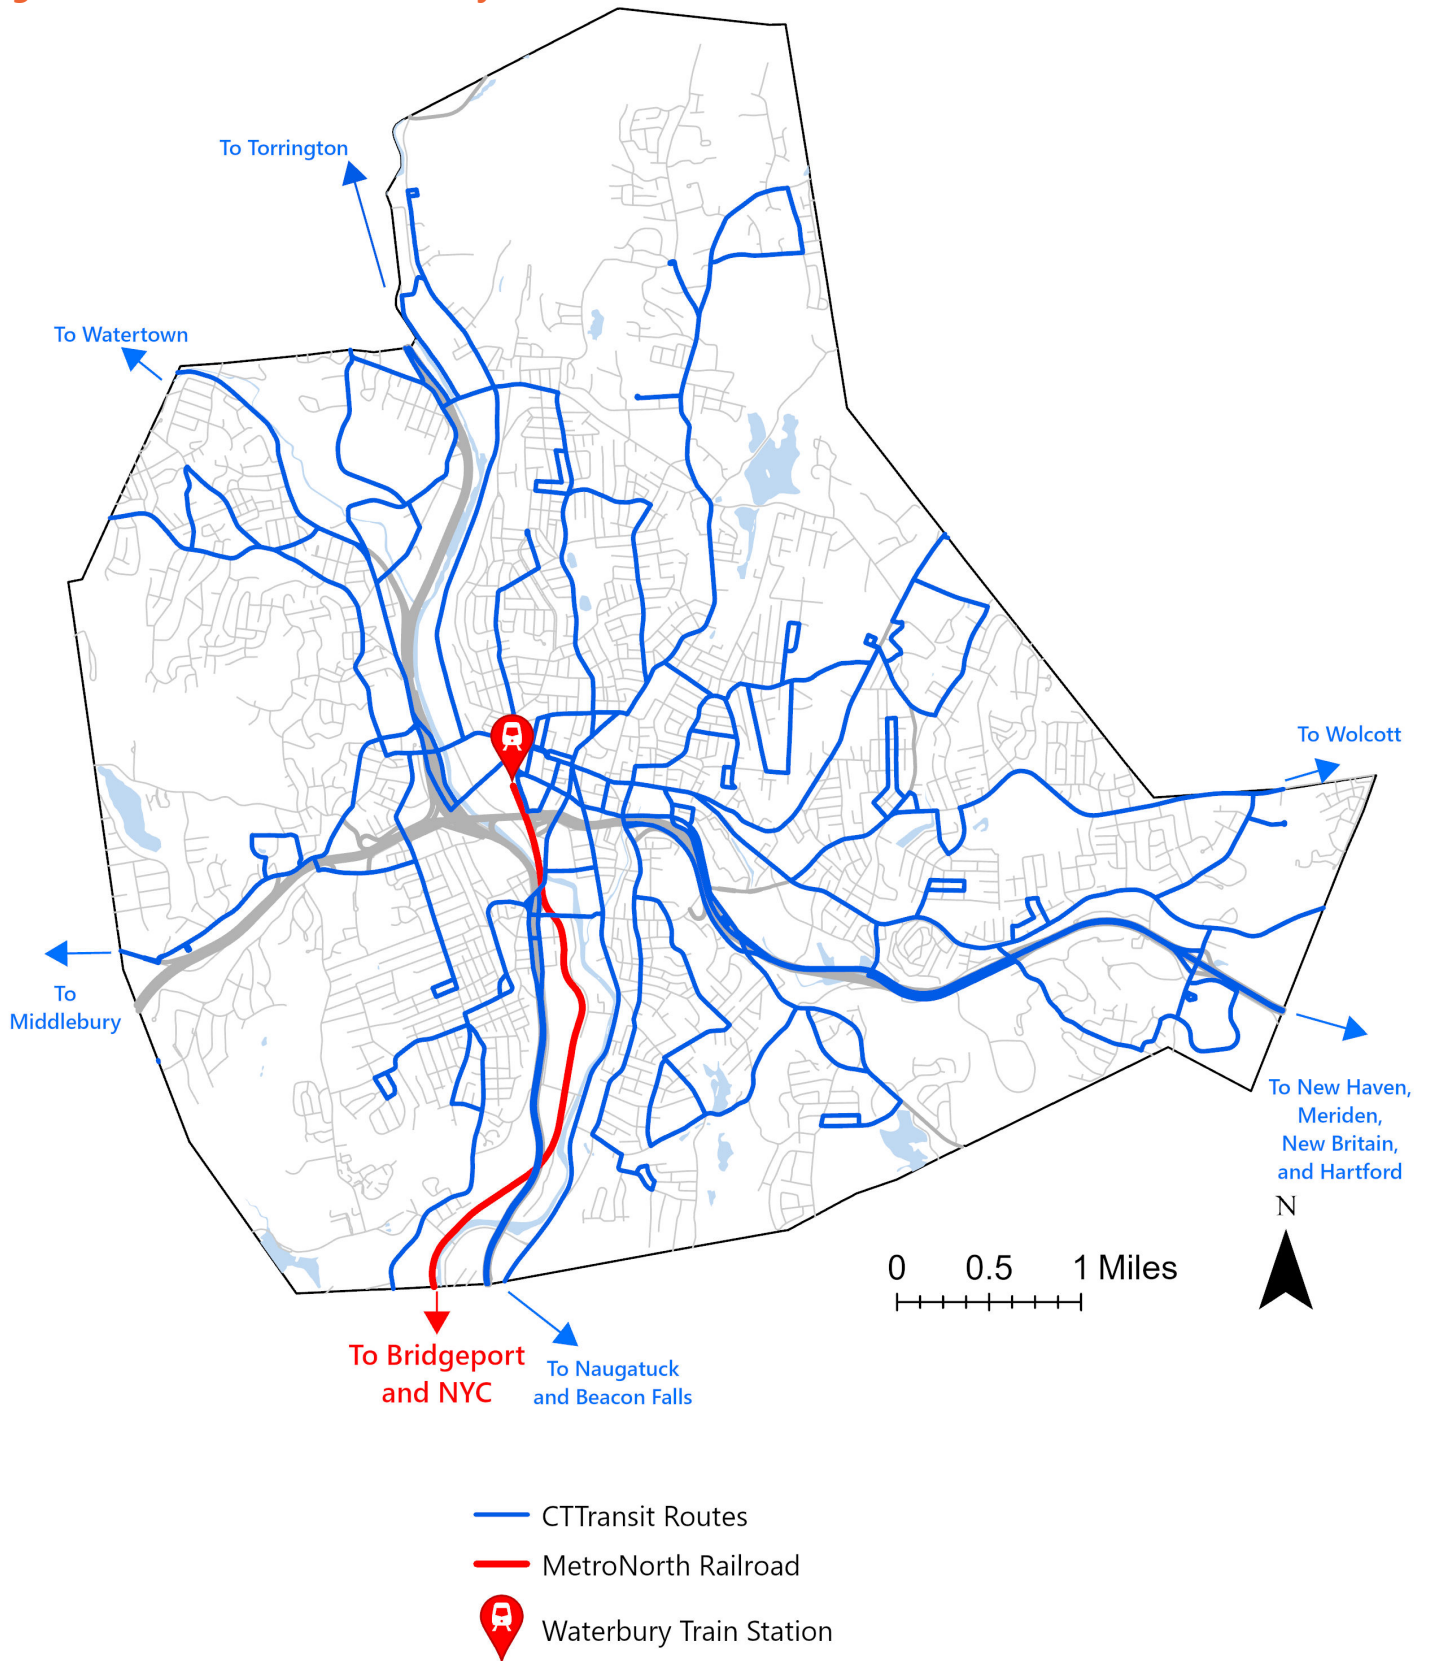 To Torrington
To Watertown
To Wolcott
To
Middlebury
To New Haven,
Meriden,
New Britain,
and Hartford
N
0 0.5 1 Miles
To Bridgeport
and NYC
To Naugatuck
and Beacon Falls
CTTransit Routes
MetroNorth Railroad
Waterbury Train Station